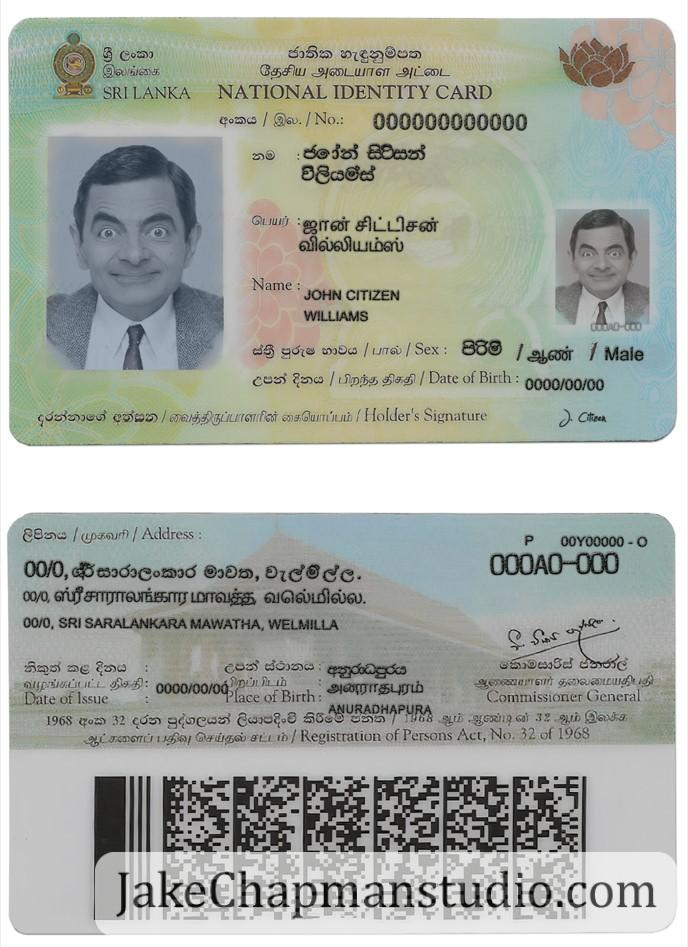 ශ්‍රී ලංකා
இலங்கை
SRI LANKA
ජාතික හැඳුනුම්පත
தேசிய அடையாள அட்டை
NATIONAL IDENTITY CARD
අංකය / இல. / No.: 000000000000
නම : ජෝන් සිටිසන්
විලියම්ස්
பெயர் : ஜான் சிட்டிசன்
வில்லியம்ஸ்
Name : JOHN CITIZEN
WILLIAMS
000A0-000
ස්ත්‍රී පුරුෂ භාවය / பால் / Sex : පිරිමි / ஆண் / Male
උපන් දිනය / பிறந்த திகதி / Date of Birth : 0000/00/00
දරන්නාගේ අත්සන / வைத்திருப்பாளரின் கையொப்பம் / Holder's Signature J. Citizen
ලිපිනය / முகவரி / Address :
P 00Y00000 - O
000A0-000
00/0, ශ්‍රී සාරාලංකාර මාවත, වැල්මිල්ල.
00/0, ஸ்ரீ சாராலங்கார மாவத்த, வெல்மில்ல.
00/0, SRI SARALANKARA MAWATHA, WELMILLA
නිකුත් කළ දිනය :
வழங்கப்பட்ட திகதி :
Date of Issue : 0000/00/00
උපන් ස්ථානය : අනුරාධපුරය
பிறப்பிடம் : அனுராதபுரம்
Place of Birth : ANURADHAPURA
කොමසාරිස් ජනරාල්
ஆணையாளர் தலைமையதிபதி
Commissioner General
1968 අංක 32 දරන පුද්ගලයන් ලියාපදිංචි කිරීමේ පනත / 1968 ஆம் ஆண்டின் 32 ஆம் இலக்க
ஆட்களைப் பதிவு செய்தல் சட்டம் / Registration of Persons Act, No. 32 of 1968
JakeChapmanstudio.com